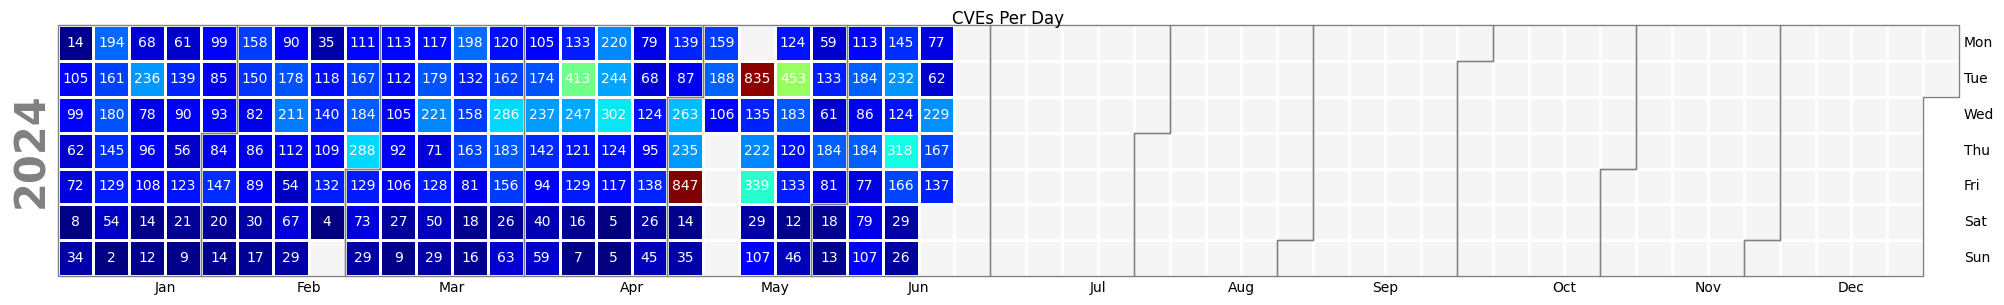 CVEs Per Day
2024
14 194 68 61 99 158 90 35 111 113 117 198 120 105 133 220 79 139 159 124 59 113 145 77 Mon
105 161 236 139 85 150 178 118 167 112 179 132 162 174 413 244 68 87 188 835 453 133 184 232 62 Tue
99 180 78 90 93 82 211 140 184 105 221 158 286 237 247 302 124 263 106 135 183 61 86 124 229 Wed
62 145 96 56 84 86 112 109 288 92 71 163 183 142 121 124 95 235 222 120 184 184 318 167 Thu
72 129 108 123 147 89 54 132 129 106 128 81 156 94 129 117 138 847 339 133 81 77 166 137 Fri
8 54 14 21 20 30 67 4 73 27 50 18 26 40 16 5 26 14 29 12 18 79 29 Sat
34 2 12 9 14 17 29 29 9 29 16 63 59 7 5 45 35 107 46 13 107 26 Sun
Jan Feb Mar Apr May Jun Jul Aug Sep Oct Nov Dec